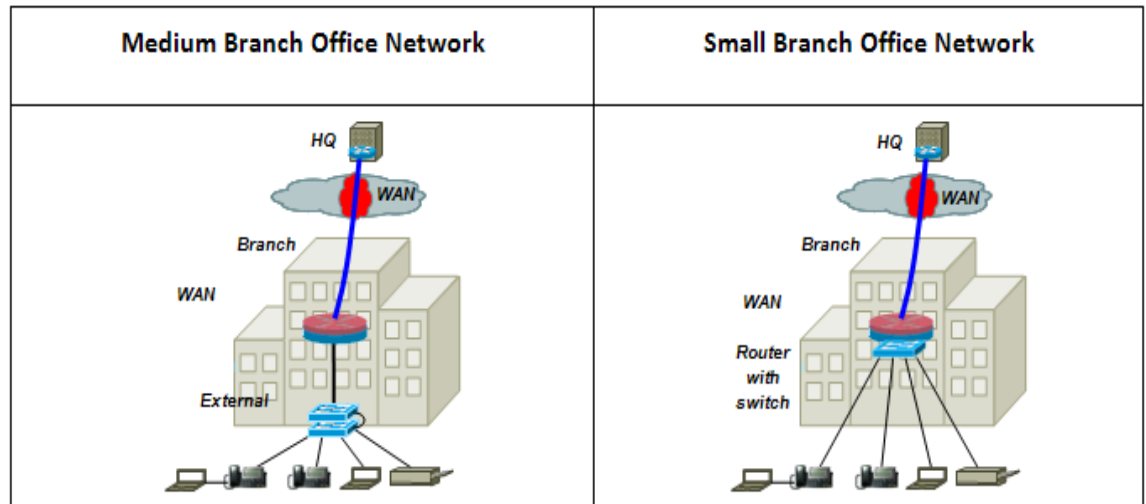 Medium Branch Office Network
Small Branch Office Network
HQ
WAN
Branch
WAN
External
HQ
WAN
Branch
WAN
Router
with
switch